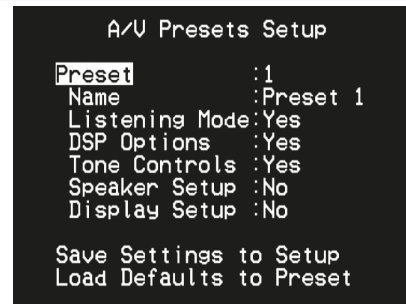 A/V Presets Setup
Preset :1
Name :Preset 1
Listening Mode:Yes
DSP Options :Yes
Tone Controls :Yes
Speaker Setup :No
Display Setup :No
Save Settings to Setup
Load Defaults to Preset